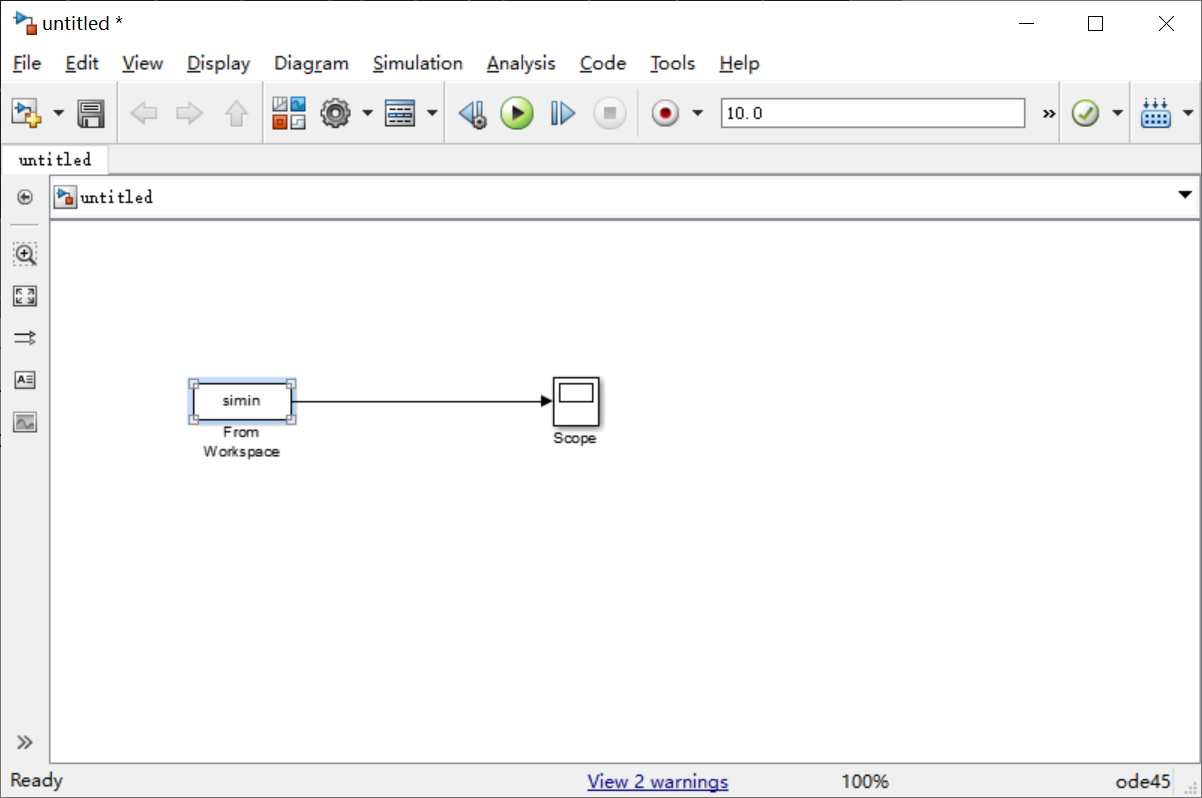 untitled *
File Edit View Display Diagram Simulation Analysis Code Tools Help
10.0 »
untitled
untitled
A
simin
From
Workspace
Scope
Ready View 2 warnings 100% ode45